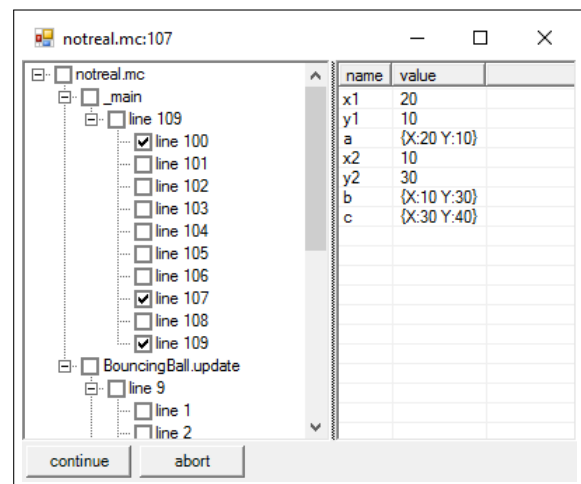 notreal.mc:107
notreal.mc
_main
line 109
line 100
line 101
line 102
line 103
line 104
line 105
line 106
line 107
line 108
line 109
BouncingBall.update
line 9
line 1
line 2
name value
x1 20
y1 10
a {X:20 Y:10}
x2 10
y2 30
b {X:10 Y:30}
c {X:30 Y:40}
continue abort